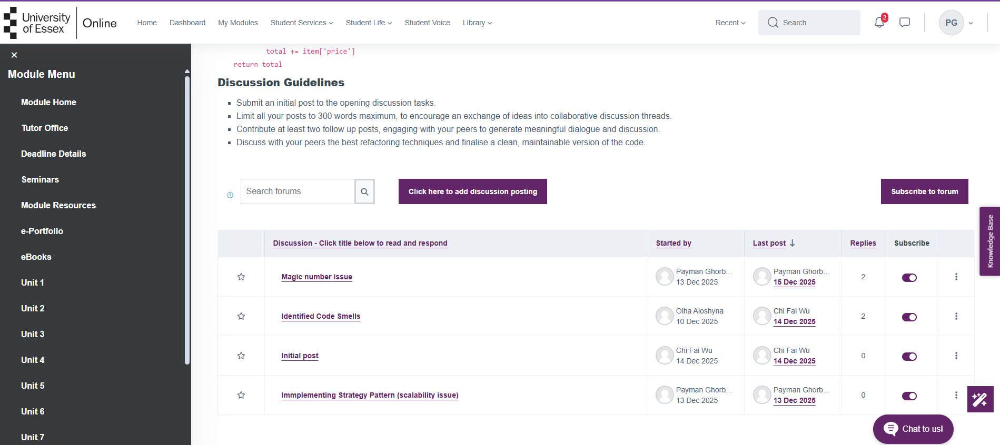 University
of Essex
Online
Home
Dashboard
My Modules
Student Services
Student Life
Student Voice
Library
Recent
Search
2
PG
Module Menu
Module Home
Tutor Office
Deadline Details
Seminars
Module Resources
e-Portfolio
eBooks
Unit 1
Unit 2
Unit 3
Unit 4
Unit 5
Unit 6
Unit 7
total += item['price']
return total
Discussion Guidelines
Submit an initial post to the opening discussion tasks.
Limit all your posts to 300 words maximum, to encourage an exchange of ideas into collaborative discussion threads.
Contribute at least two follow up posts, engaging with your peers to generate meaningful dialogue and discussion.
Discuss with your peers the best refactoring techniques and finalise a clean, maintainable version of the code.
Search forums
Click here to add discussion posting
Subscribe to forum
Knowledge Base
Discussion - Click title below to read and respond
Started by
Last post
Replies
Subscribe
Magic number issue
Payman Ghorb...
13 Dec 2025
Payman Ghorb...
15 Dec 2025
2
Identified Code Smells
Olha Aloshyna
10 Dec 2025
Chi Fai Wu
14 Dec 2025
2
Initial post
Chi Fai Wu
14 Dec 2025
Chi Fai Wu
14 Dec 2025
0
Immplementing Strategy Pattern (scalability issue)
Payman Ghorb...
13 Dec 2025
Payman Ghorb...
13 Dec 2025
0
Chat to us!